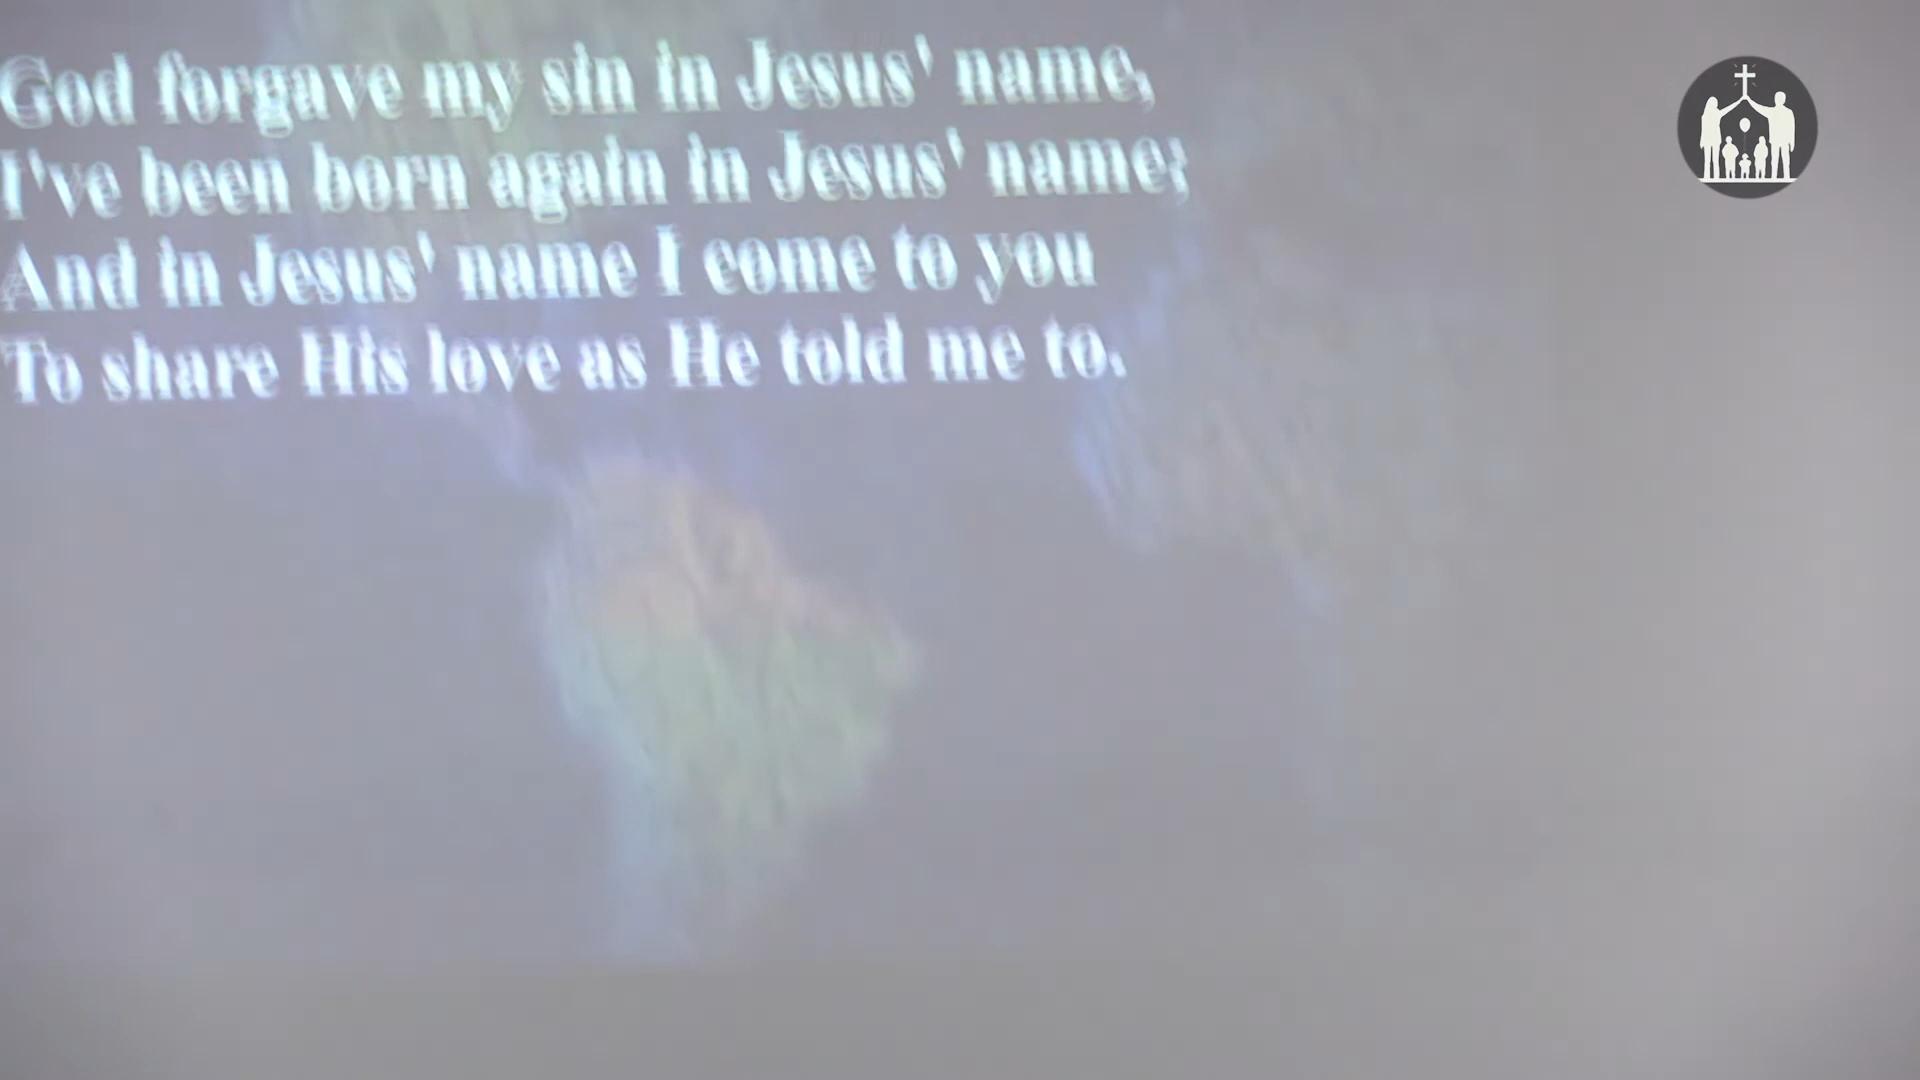 God forgave my sin in Jesus' name,
I've been born again in Jesus' name;
And in Jesus' name I come to you
To share His love as He told me to.